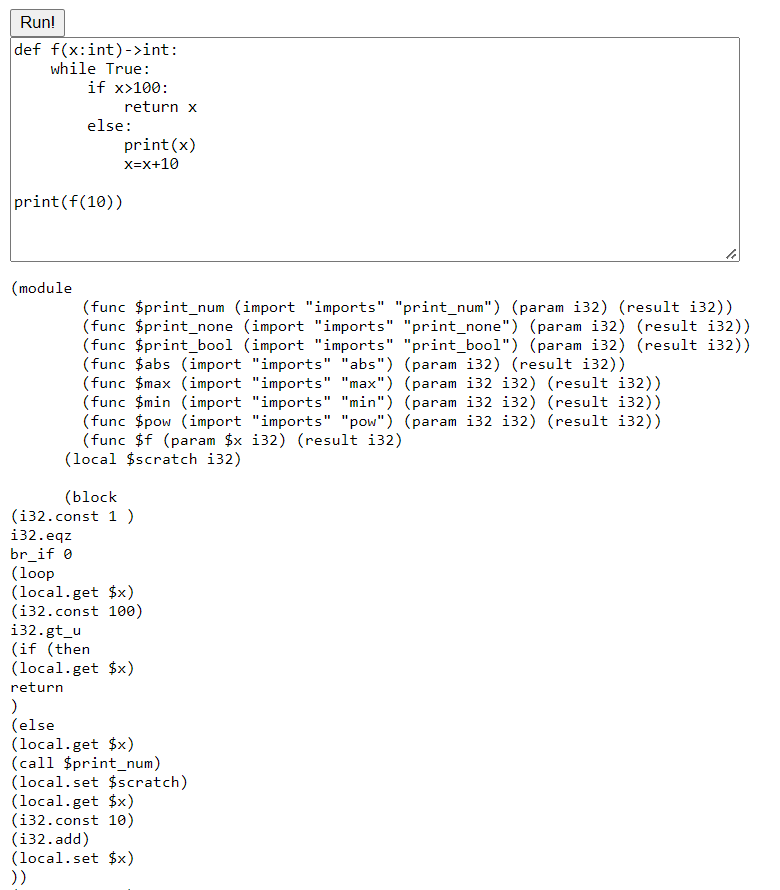 Run!
def f(x:int)->int:
    while True:
        if x>100:
            return x
        else:
            print(x)
            x=x+10

print(f(10))

(module
        (func $print_num (import "imports" "print_num") (param i32) (result i32))
        (func $print_none (import "imports" "print_none") (param i32) (result i32))
        (func $print_bool (import "imports" "print_bool") (param i32) (result i32))
        (func $abs (import "imports" "abs") (param i32) (result i32))
        (func $max (import "imports" "max") (param i32 i32) (result i32))
        (func $min (import "imports" "min") (param i32 i32) (result i32))
        (func $pow (import "imports" "pow") (param i32 i32) (result i32))
        (func $f (param $x i32) (result i32)
      (local $scratch i32)

      (block
(i32.const 1 )
i32.eqz
br_if 0
(loop
(local.get $x)
(i32.const 100)
i32.gt_u
(if (then
(local.get $x)
return
)
(else
(local.get $x)
(call $print_num)
(local.set $scratch)
(local.get $x)
(i32.const 10)
(i32.add)
(local.set $x)
))